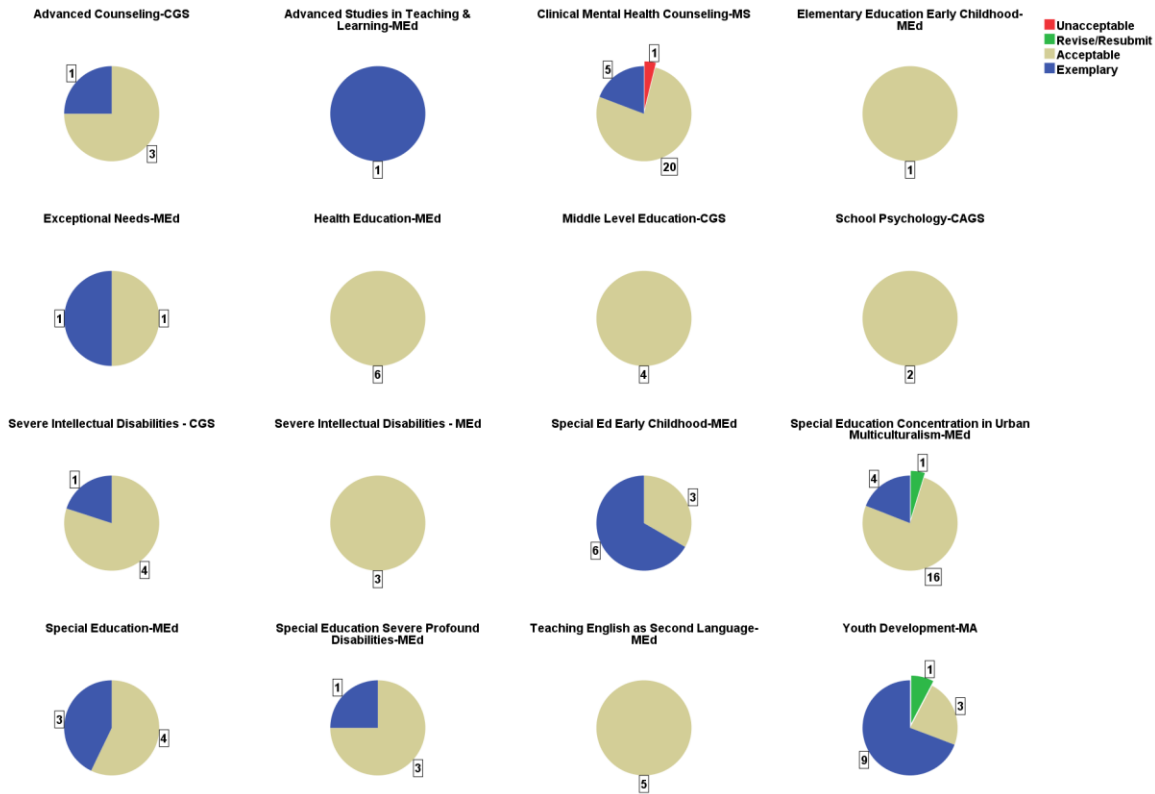 Advanced Counseling-CGS
1
3
Advanced Studies in Teaching &
Learning-MEd
1
Clinical Mental Health Counseling-MS
1
5
20
Elementary Education Early Childhood-
MEd
1
Unacceptable
Revise/Resubmit
Acceptable
Exemplary
Exceptional Needs-MEd
1
1
Health Education-MEd
6
Middle Level Education-CGS
4
School Psychology-CAGS
2
Severe Intellectual Disabilities - CGS
1
4
Severe Intellectual Disabilities - MEd
3
Special Ed Early Childhood-MEd
3
6
Special Education Concentration in Urban
Multiculturalism-MEd
1
4
16
Special Education-MEd
3
4
Special Education Severe Profound
Disabilities-MEd
1
3
Teaching English as Second Language-
MEd
5
Youth Development-MA
1
3
9